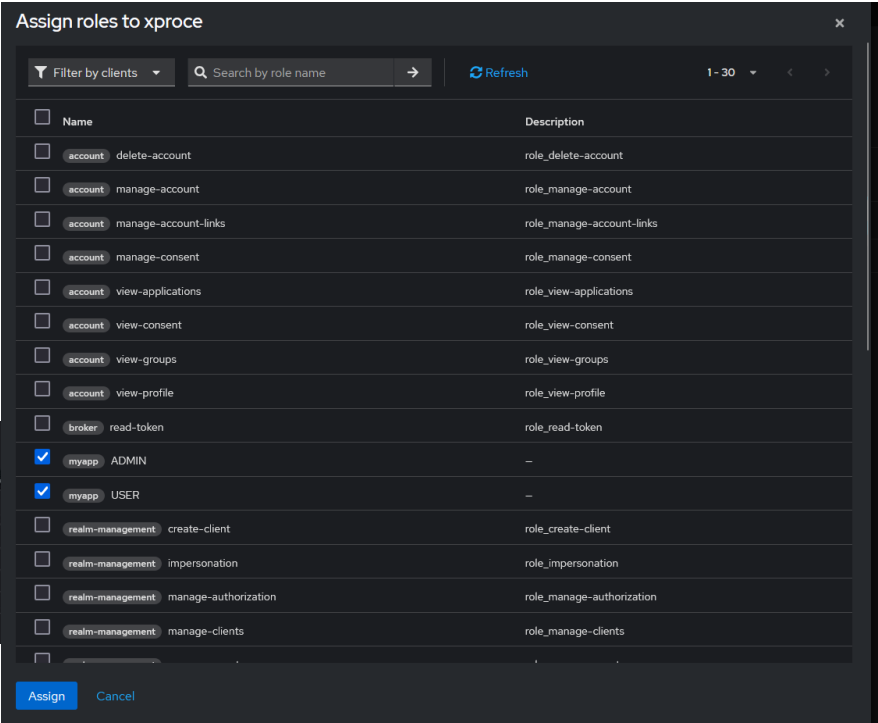 Assign roles to xproce
Filter by clients Search by role name Refresh 1 - 30
Name Description
account delete-account role_delete-account
account manage-account role_manage-account
account manage-account-links role_manage-account-links
account manage-consent role_manage-consent
account view-applications role_view-applications
account view-consent role_view-consent
account view-groups role_view-groups
account view-profile role_view-profile
broker read-token role_read-token
myapp ADMIN –
myapp USER –
realm-management create-client role_create-client
realm-management impersonation role_impersonation
realm-management manage-authorization role_manage-authorization
realm-management manage-clients role_manage-clients
Assign Cancel